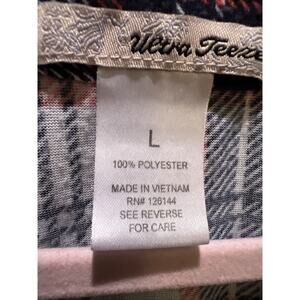 Ultra Teeze
L
100% POLYESTER
MADE IN VIETNAM
RN# 126144
SEE REVERSE
FOR CARE